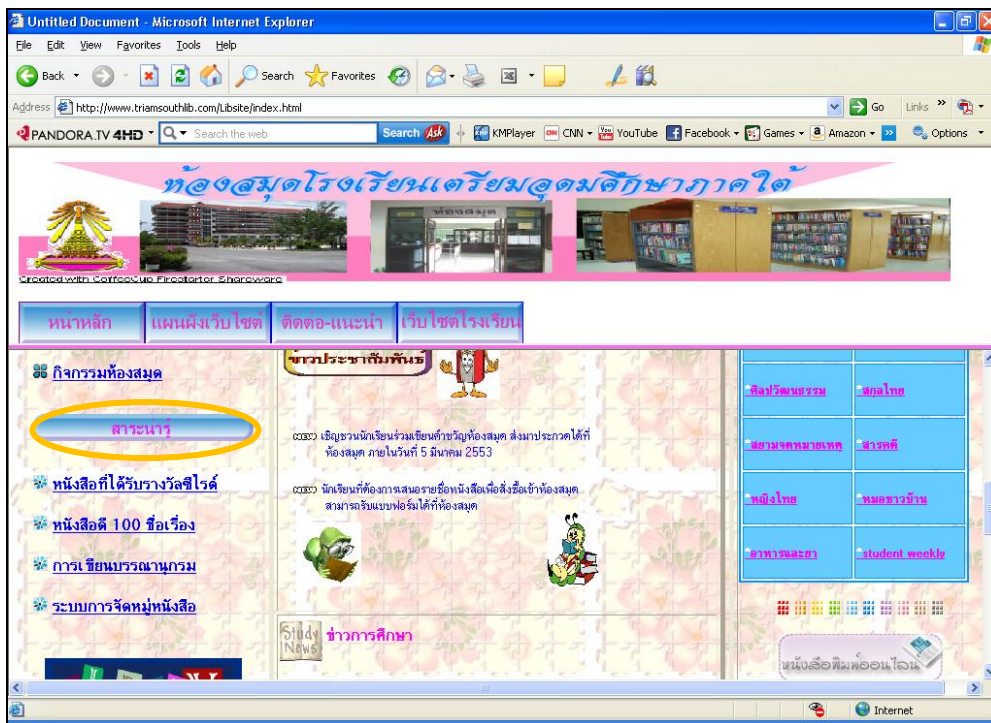 Untitled Document - Microsoft Internet Explorer
File Edit View Favorites Tools Help
Back Search Favorites
Address http://www.triamsouthlib.com/Libsite/index.html Go Links
PANDORA.TV 4HD Search the web Search Ask KMPlayer CNN YouTube Facebook Games Amazon Options
ห้องสมุดโรงเรียนเตรียมอุดมศึกษาภาคใต้
ห้องสมุด
Created with CoffeeCup Firestarter Shareware
หน้าหลัก แผนผังเว็บไซต์ ติดต่อ-แนะนำ เว็บไซต์โรงเรียน
กิจกรรมห้องสมุด
สาระน่ารู้
หนังสือที่ได้รับรางวัลซีไรต์
หนังสือดี 100 ชื่อเรื่อง
การเขียนบรรณานุกรม
ระบบการจัดหมู่หนังสือ
ข่าวประชาสัมพันธ์
เชิญชวนนักเรียนร่วมเขียนคำขวัญห้องสมุด ส่งมาประกวดได้ที่
ห้องสมุด ภายในวันที่ 5 มีนาคม 2553
นักเรียนที่ต้องการเสนอรายชื่อหนังสือเพื่อสั่งซื้อเข้าห้องสมุด
สามารถรับแบบฟอร์มได้ที่ห้องสมุด
Study News ข่าวการศึกษา
ศิลปวัฒนธรรม สกุลไทย
สยามจดหมายเหตุ สารคดี
หญิงไทย หมอชาวบ้าน
อาหารและยา student weekly
หนังสือพิมพ์ออนไลน์
Internet